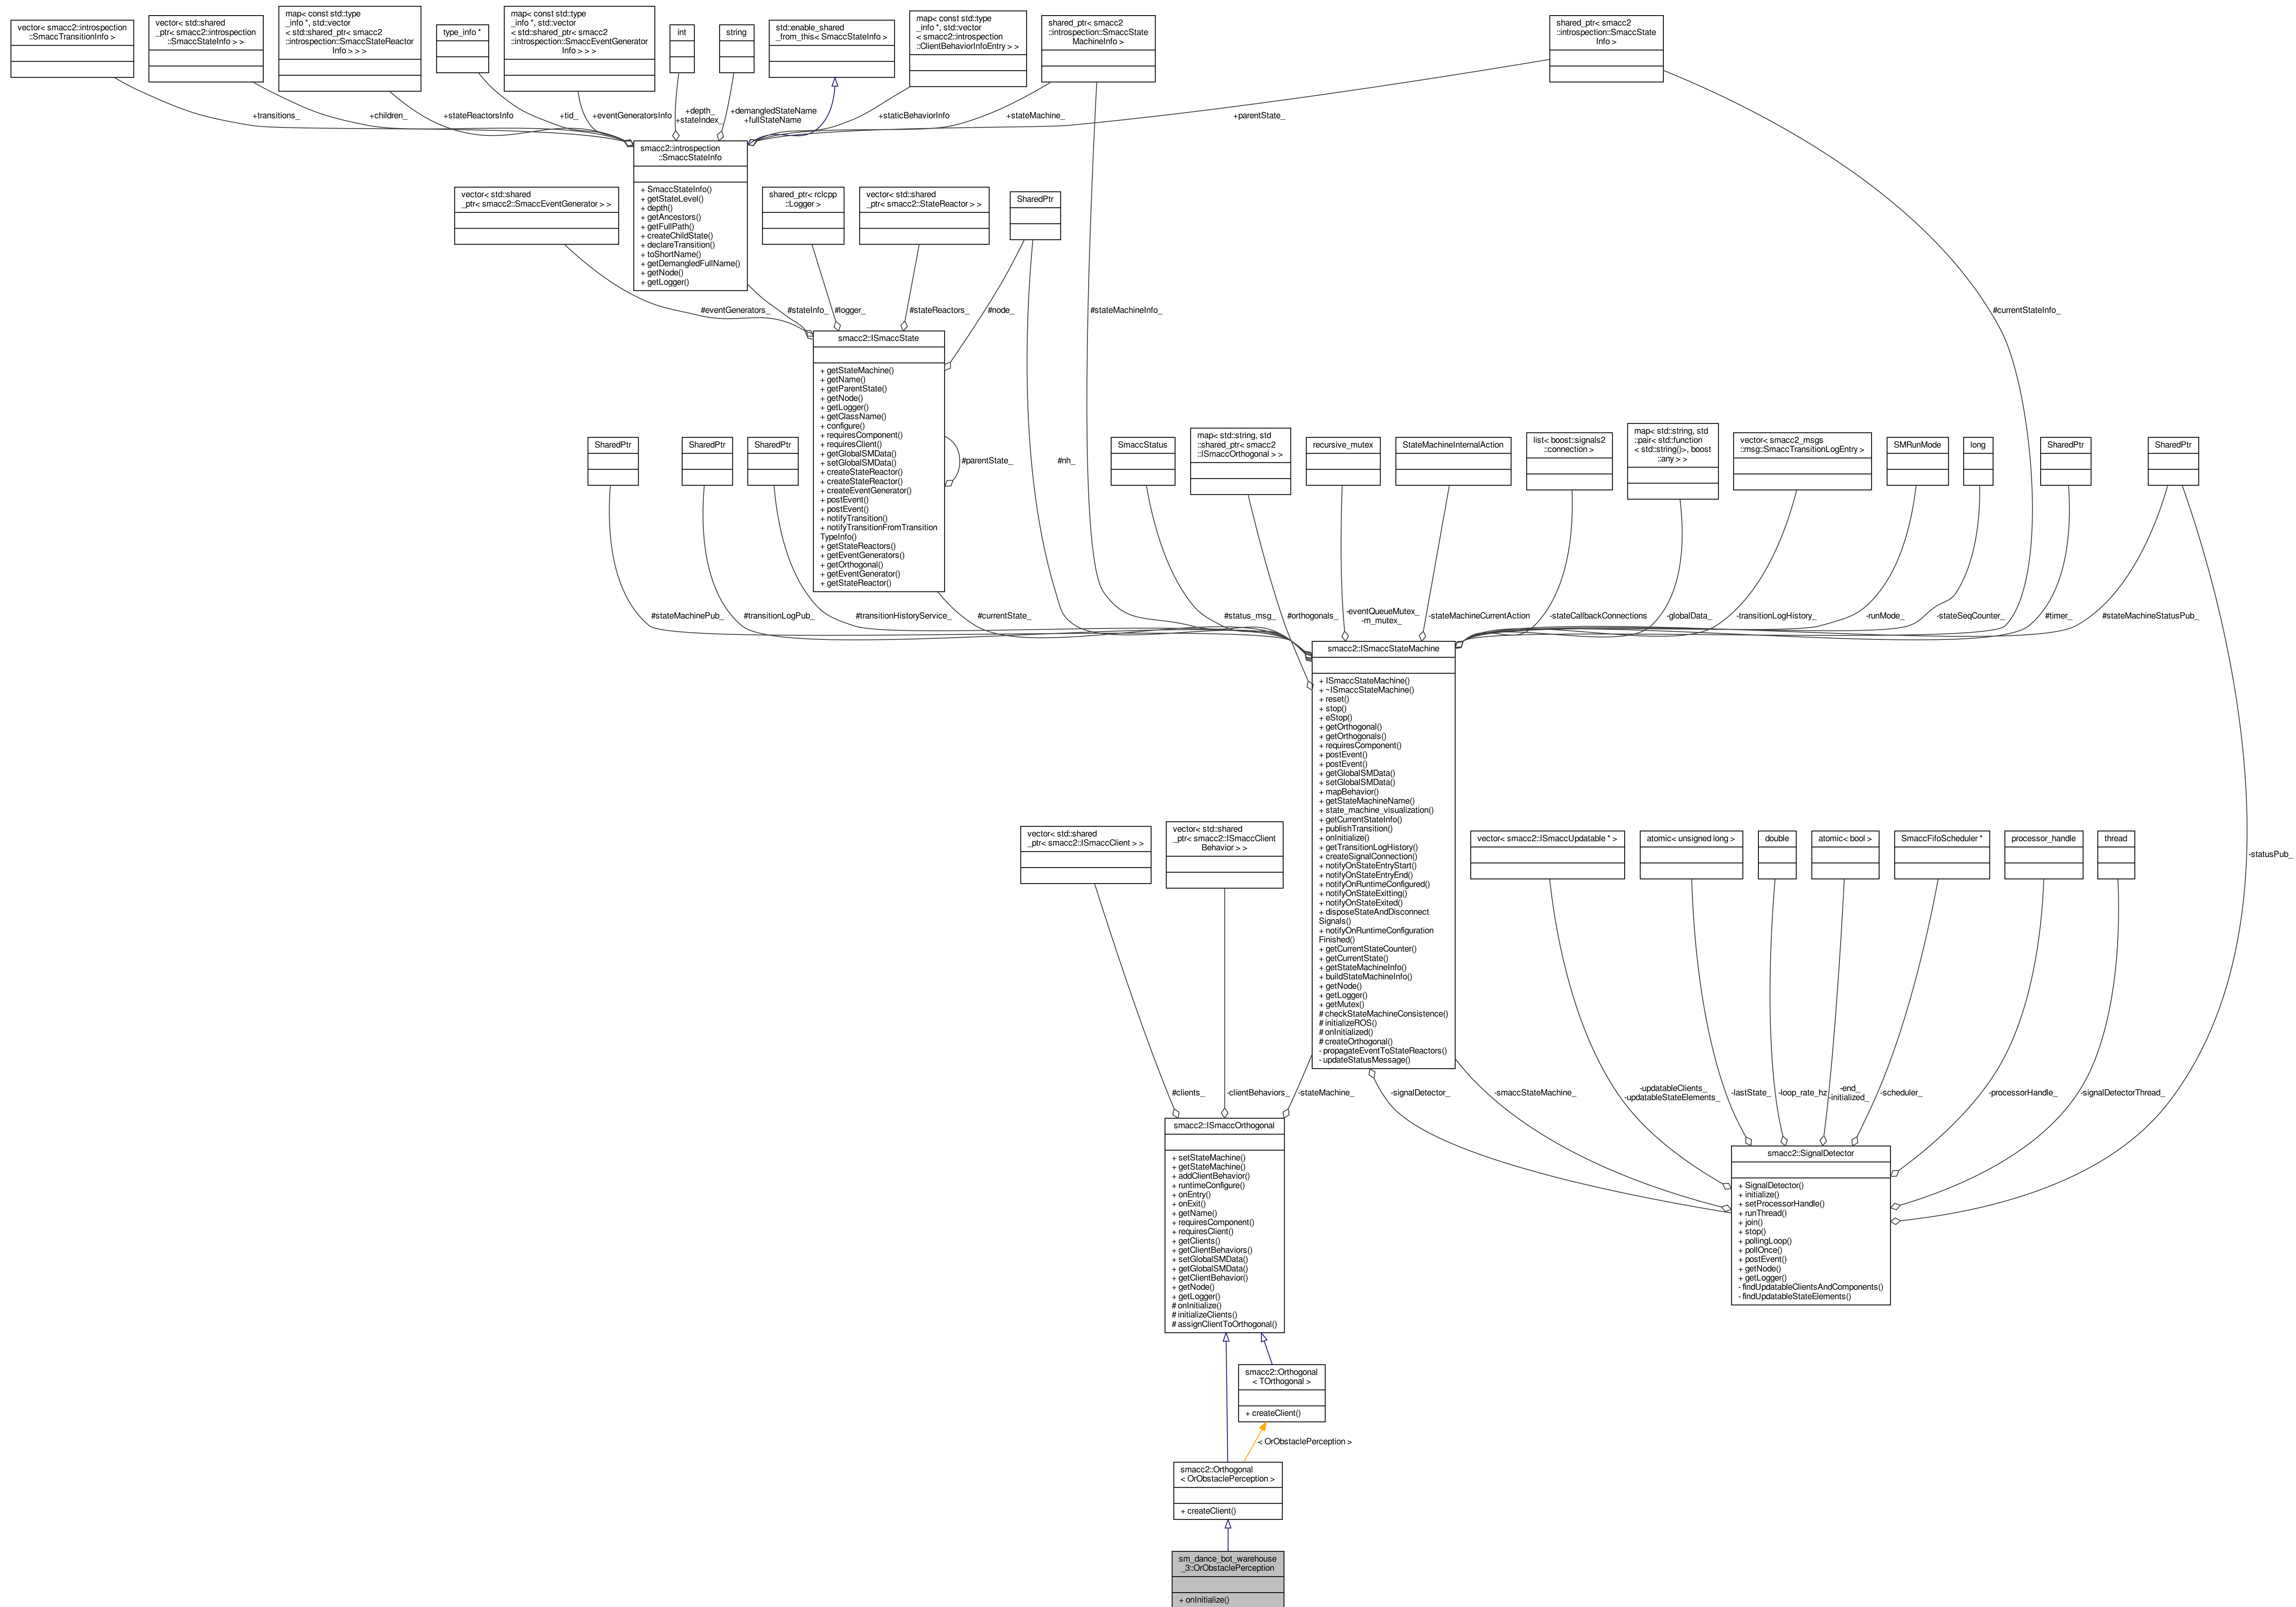 vector< smacc2::introspection
::SmaccTransitionInfo >
vector< std::shared
_ptr< smacc2::introspection
::SmaccStateInfo > >
map< const std::type
_info *, std::vector
< std::shared_ptr< smacc2
::introspection::SmaccStateReactor
Info > > >
type_info *
map< const std::type
_info *, std::vector
< std::shared_ptr< smacc2
::introspection::SmaccEventGenerator
Info > > >
int
string
std::enable_shared
_from_this< SmaccStateInfo >
map< const std::type
_info *, std::vector
< smacc2::introspection
::ClientBehaviorInfoEntry > >
shared_ptr< smacc2
::introspection::SmaccState
MachineInfo >
shared_ptr< smacc2
::introspection::SmaccState
Info >
+transitions_
+children_
+stateReactorsInfo
+tid_
+eventGeneratorsInfo
+depth_
+stateIndex_
+demangledStateName
+fullStateName
+staticBehaviorInfo
+stateMachine_
+parentState_
smacc2::introspection
::SmaccStateInfo
+ SmaccStateInfo()
+ getStateLevel()
+ depth()
+ getAncestors()
+ getFullPath()
+ createChildState()
+ declareTransition()
+ toShortName()
+ getDemangledFullName()
+ getNode()
+ getLogger()
vector< std::shared
_ptr< smacc2::SmaccEventGenerator > >
shared_ptr< rclcpp
::Logger >
vector< std::shared
_ptr< smacc2::StateReactor > >
SharedPtr
#eventGenerators_
#stateInfo_
#logger_
#stateReactors_
#node_
#stateMachineInfo_
#currentStateInfo_
smacc2::ISmaccState
+ getStateMachine()
+ getName()
+ getParentState()
+ getNode()
+ getLogger()
+ getClassName()
+ configure()
+ requiresComponent()
+ requiresClient()
+ getGlobalSMData()
+ setGlobalSMData()
+ createStateReactor()
+ createStateReactor()
+ createEventGenerator()
+ postEvent()
+ postEvent()
+ notifyTransition()
+ notifyTransitionFromTransition
TypeInfo()
+ getStateReactors()
+ getEventGenerators()
+ getOrthogonal()
+ getEventGenerator()
+ getStateReactor()
#parentState_
#nh_
SharedPtr
SharedPtr
SharedPtr
SmaccStatus
map< std::string, std
::shared_ptr< smacc2
::ISmaccOrthogonal > >
recursive_mutex
StateMachineInternalAction
list< boost::signals2
::connection >
map< std::string, std
::pair< std::function
< std::string()>, boost
::any > >
vector< smacc2_msgs
::msg::SmaccTransitionLogEntry >
SMRunMode
long
SharedPtr
SharedPtr
#stateMachinePub_
#transitionLogPub_
#transitionHistoryService_
#currentState_
#status_msg_
#orthogonals_
-eventQueueMutex_
-m_mutex_
-stateMachineCurrentAction
-stateCallbackConnections
-globalData_
-transitionLogHistory_
-runMode_
-stateSeqCounter_
#timer_
#stateMachineStatusPub_
smacc2::ISmaccStateMachine
+ ISmaccStateMachine()
+ ~ISmaccStateMachine()
+ reset()
+ stop()
+ eStop()
+ getOrthogonal()
+ getOrthogonals()
+ requiresComponent()
+ postEvent()
+ postEvent()
+ getGlobalSMData()
+ setGlobalSMData()
+ mapBehavior()
+ getStateMachineName()
+ state_machine_visualization()
+ getCurrentStateInfo()
+ publishTransition()
+ onInitialize()
+ getTransitionLogHistory()
+ createSignalConnection()
+ notifyOnStateEntryStart()
+ notifyOnStateEntryEnd()
+ notifyOnRuntimeConfigured()
+ notifyOnStateExitting()
+ notifyOnStateExited()
+ disposeStateAndDisconnect
Signals()
+ notifyOnRuntimeConfiguration
Finished()
+ getCurrentStateCounter()
+ getCurrentState()
+ getStateMachineInfo()
+ buildStateMachineInfo()
+ getNode()
+ getLogger()
+ getMutex()
# checkStateMachineConsistence()
# initializeROS()
# onInitialized()
# createOrthogonal()
- propagateEventToStateReactors()
- updateStatusMessage()
vector< std::shared
_ptr< smacc2::ISmaccClient > >
vector< std::shared
_ptr< smacc2::ISmaccClient
Behavior > >
vector< smacc2::ISmaccUpdatable * >
atomic< unsigned long >
double
atomic< bool >
SmaccFifoScheduler *
processor_handle
thread
-statusPub_
#clients_
-clientBehaviors_
-stateMachine_
-signalDetector_
-smaccStateMachine_
-updatableClients_
-updatableStateElements_
-lastState_
-loop_rate_hz
-end_
-initialized_
-scheduler_
-processorHandle_
-signalDetectorThread_
smacc2::ISmaccOrthogonal
+ setStateMachine()
+ getStateMachine()
+ addClientBehavior()
+ runtimeConfigure()
+ onEntry()
+ onExit()
+ getName()
+ requiresComponent()
+ requiresClient()
+ getClients()
+ getClientBehaviors()
+ setGlobalSMData()
+ getGlobalSMData()
+ getClientBehavior()
+ getNode()
+ getLogger()
# onInitialize()
# initializeClients()
# assignClientToOrthogonal()
smacc2::SignalDetector
+ SignalDetector()
+ initialize()
+ setProcessorHandle()
+ runThread()
+ join()
+ stop()
+ pollingLoop()
+ pollOnce()
+ postEvent()
+ getNode()
+ getLogger()
- findUpdatableClientsAndComponents()
- findUpdatableStateElements()
smacc2::Orthogonal
< TOrthogonal >
+ createClient()
< OrObstaclePerception >
smacc2::Orthogonal
< OrObstaclePerception >
+ createClient()
sm_dance_bot_warehouse
_3::OrObstaclePerception
+ onInitialize()